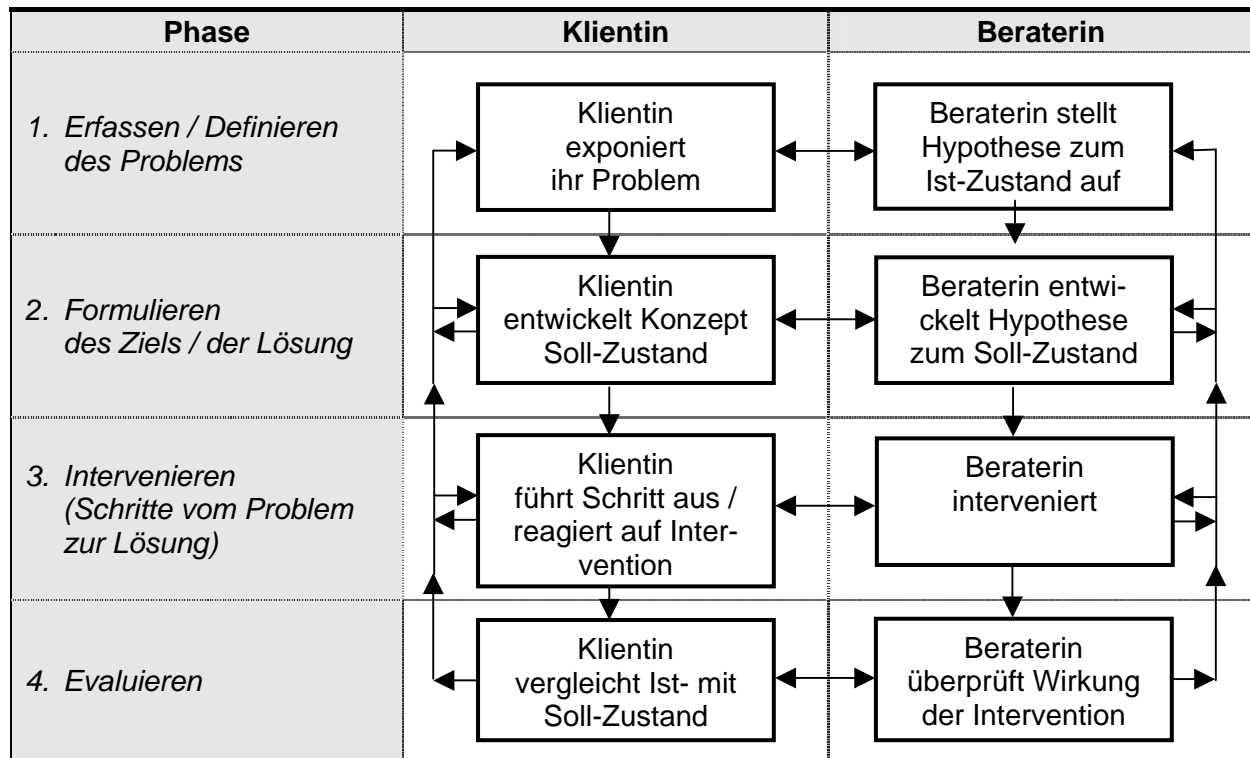 Phase
Klientin
Beraterin
1. Erfassen / Definieren
des Problems
Klientin
exponiert
ihr Problem
Beraterin stellt
Hypothese zum
Ist-Zustand auf
2. Formulieren
des Ziels / der Lösung
Klientin
entwickelt Konzept
Soll-Zustand
Beraterin entwi-
ckelt Hypothese
zum Soll-Zustand
3. Intervenieren
(Schritte vom Problem
zur Lösung)
Klientin
führt Schritt aus /
reagiert auf Inter-
vention
Beraterin
interveniert
4. Evaluieren
Klientin
vergleicht Ist- mit
Soll-Zustand
Beraterin
überprüft Wirkung
der Intervention